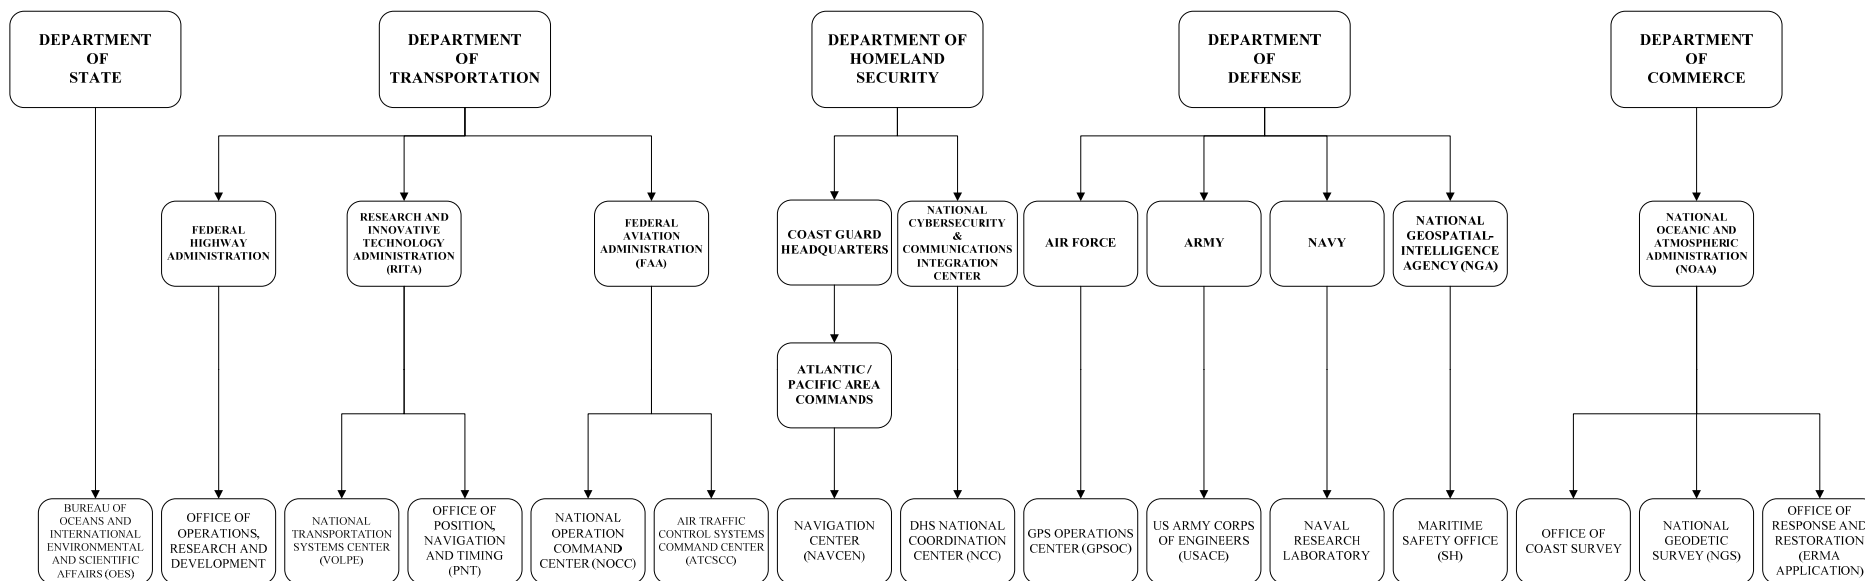 DEPARTMENT
OF
STATE
DEPARTMENT
OF
TRANSPORTATION
DEPARTMENT OF
HOMELAND
SECURITY
DEPARTMENT
OF
DEFENSE
DEPARTMENT
OF
COMMERCE
FEDERAL
HIGHWAY
ADMINISTRATION
RESEARCH AND
INNOVATIVE
TECHNOLOGY
ADMINISTRATION
(RITA)
FEDERAL
AVIATION
ADMINISTRATION
(FAA)
COAST GUARD
HEADQUARTERS
NATIONAL
CYBERSECURITY
&
COMMUNICATIONS
INTEGRATION
CENTER
AIR FORCE
ARMY
NAVY
NATIONAL
GEOSPATIAL-
INTELLIGENCE
AGENCY (NGA)
NATIONAL
OCEANIC AND
ATMOSPHERIC
ADMINISTRATION
(NOAA)
ATLANTIC /
PACIFIC AREA
COMMANDS
BUREAU OF
OCEANS AND
INTERNATIONAL
ENVIRONMENTAL
AND SCIENTIFIC
AFFAIRS (OES)
OFFICE OF
OPERATIONS,
RESEARCH AND
DEVELOPMENT
NATIONAL
TRANSPORTATION
SYSTEMS CENTER
(VOLPE)
OFFICE OF
POSITION,
NAVIGATION
AND TIMING
(PNT)
NATIONAL
OPERATION
COMMAND
CENTER (NOCC)
AIR TRAFFIC
CONTROL SYSTEMS
COMMAND CENTER
(ATCSCC)
NAVIGATION
CENTER
(NAVCEN)
DHS NATIONAL
COORDINATION
CENTER (NCC)
GPS OPERATIONS
CENTER (GPSOC)
US ARMY CORPS
OF ENGINEERS
(USACE)
NAVAL
RESEARCH
LABORATORY
MARITIME
SAFETY OFFICE
(SH)
OFFICE OF
COAST SURVEY
NATIONAL
GEODETIC
SURVEY (NGS)
OFFICE OF
RESPONSE AND
RESTORATION
(ERMA
APPLICATION)